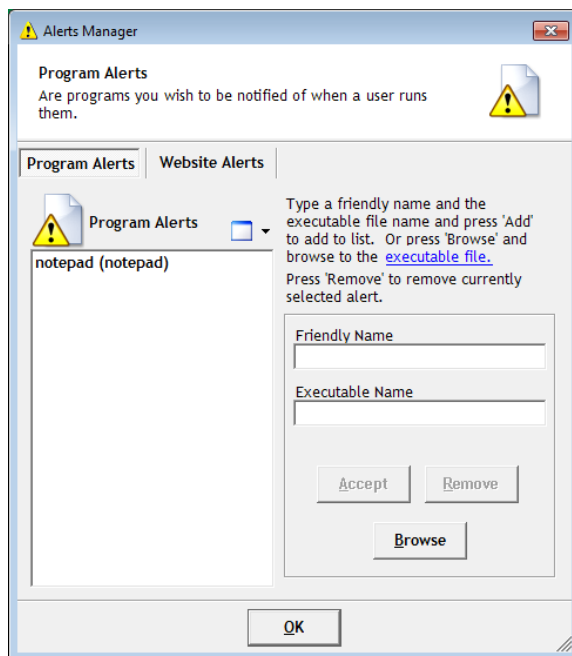 Alerts Manager
Program Alerts
Are programs you wish to be notified of when a user runs
them.
Program Alerts
Website Alerts
Program Alerts
notepad (notepad)
Type a friendly name and the
executable file name and press 'Add'
to add to list. Or press 'Browse' and
browse to the executable file.
Press 'Remove' to remove currently
selected alert.
Friendly Name
Executable Name
Accept
Remove
Browse
OK